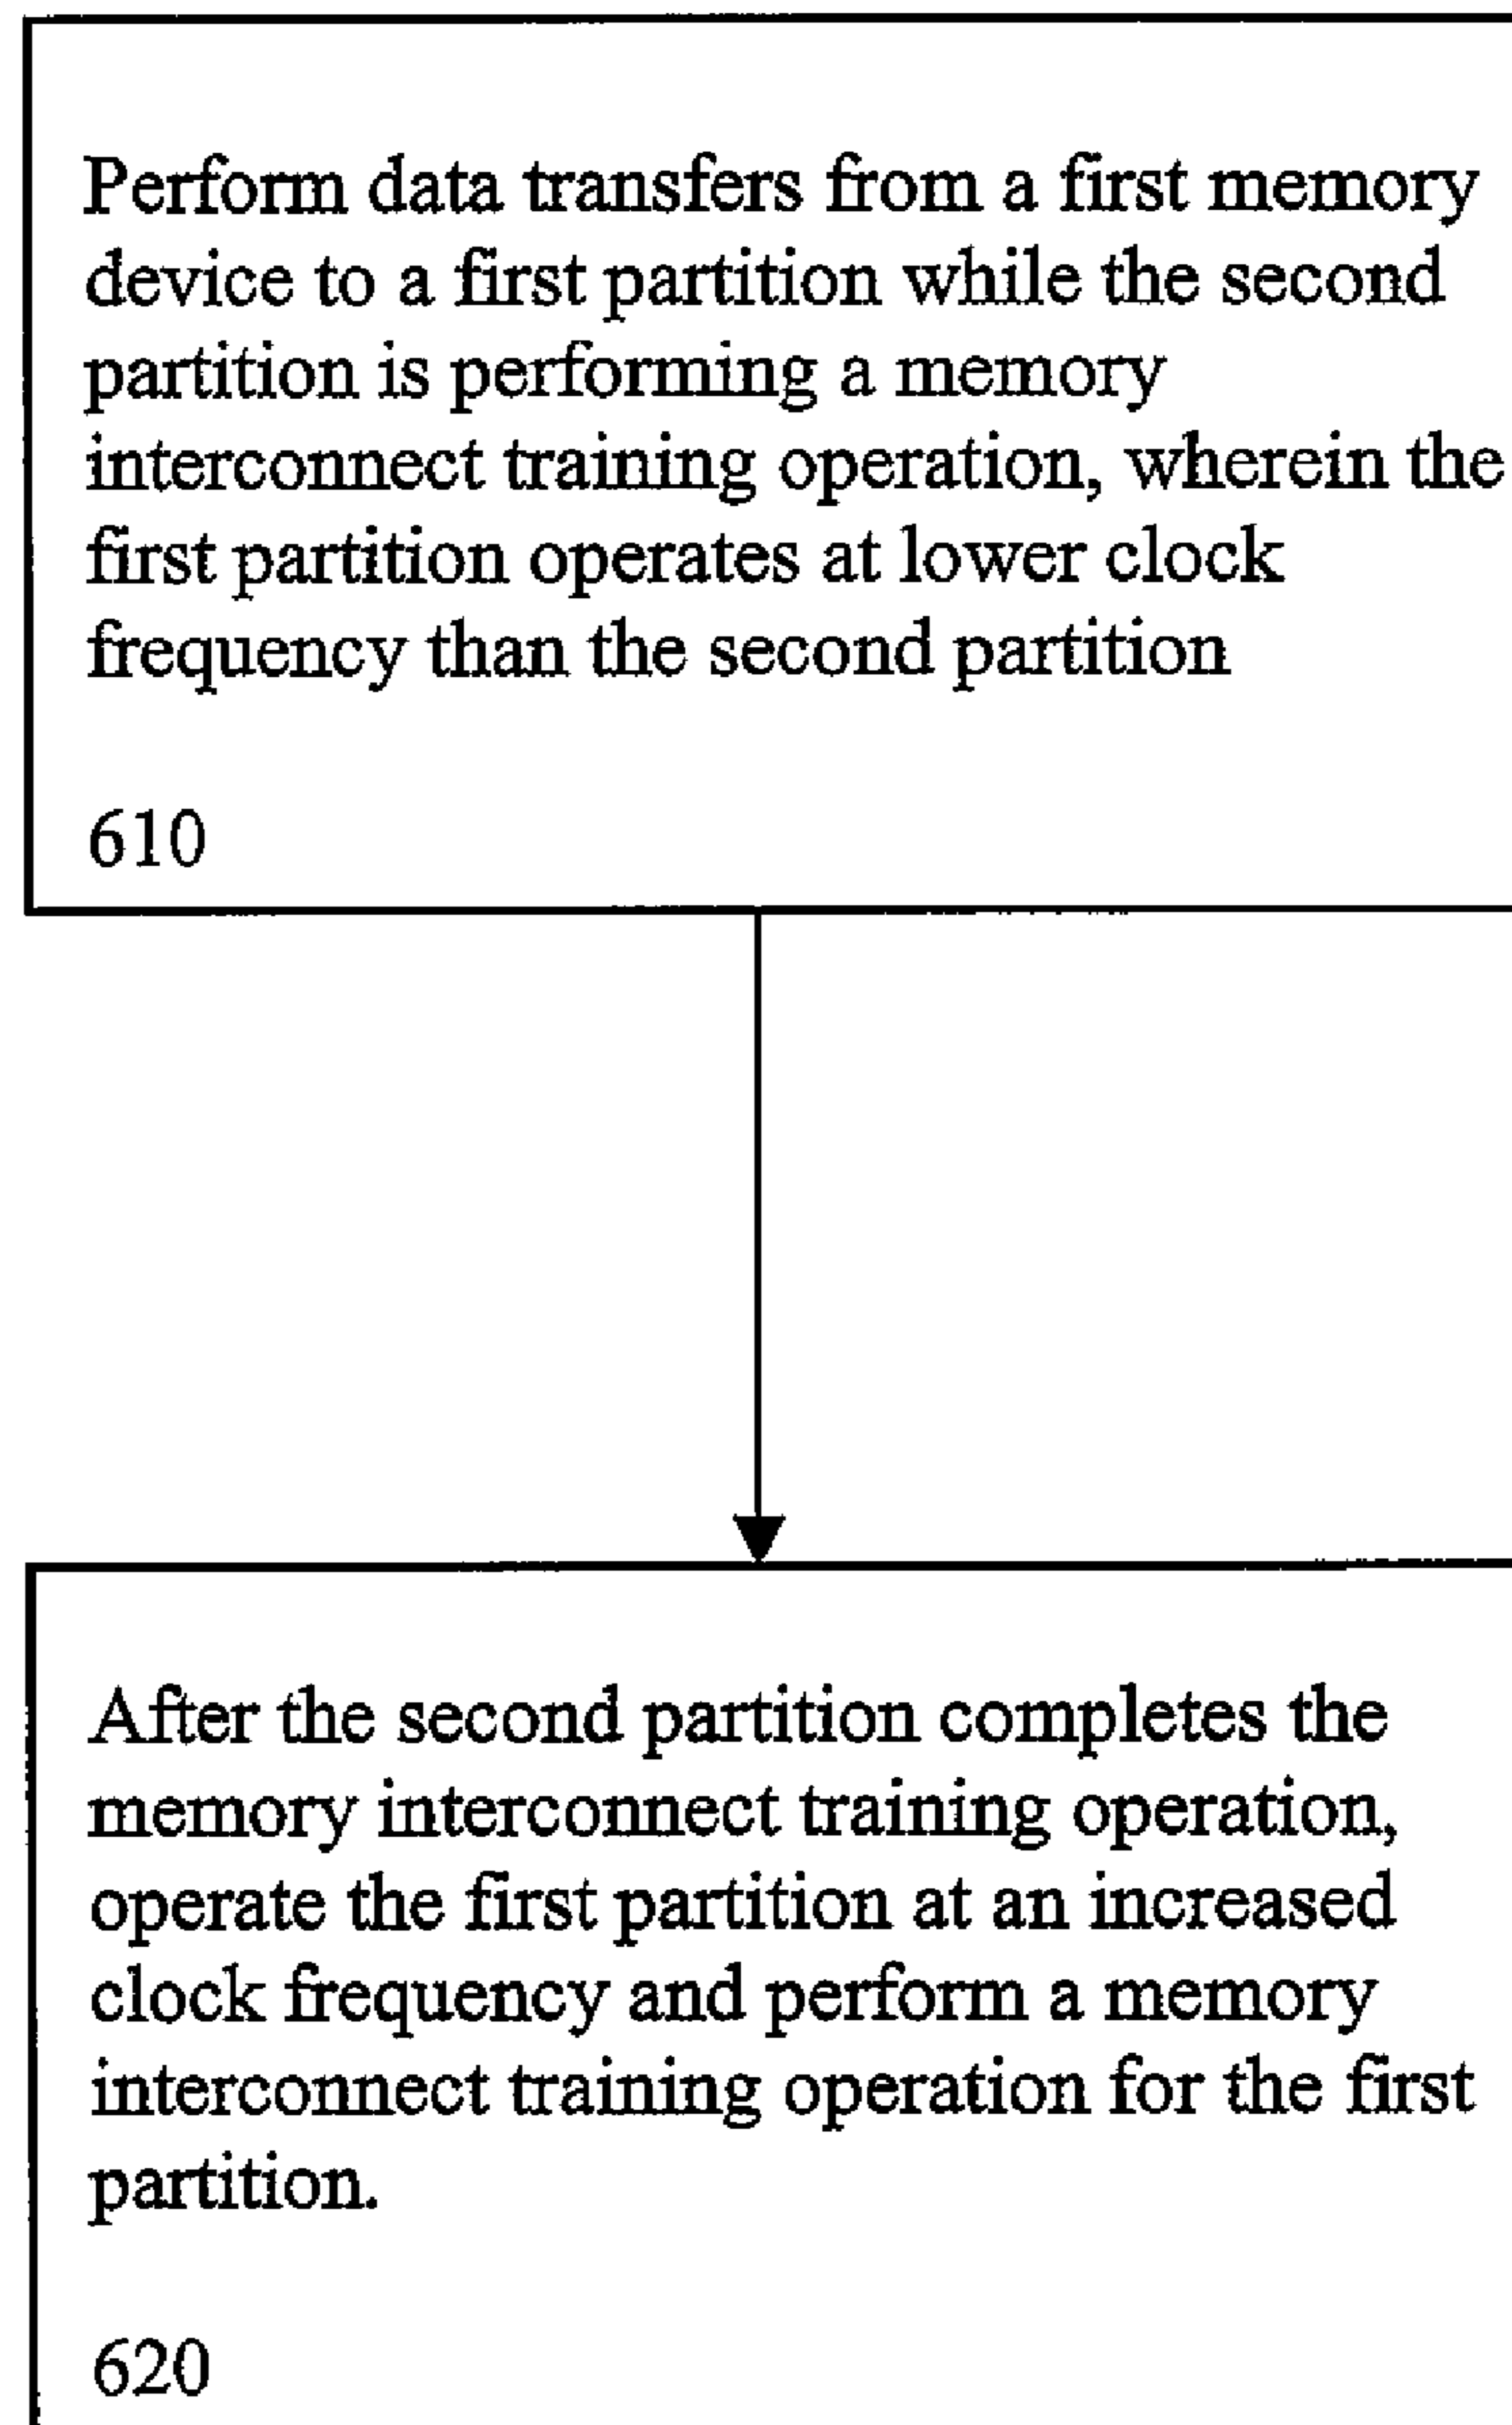 Perform data transfers from a first memory
device to a first partition while the second
partition is performing a memory
interconnect training operation, wherein the
first partition operates at lower clock
frequency than the second partition
610
After the second partition completes the
memory interconnect training operation,
operate the first partition at an increased
clock frequency and perform a memory
interconnect training operation for the first
partition.
620